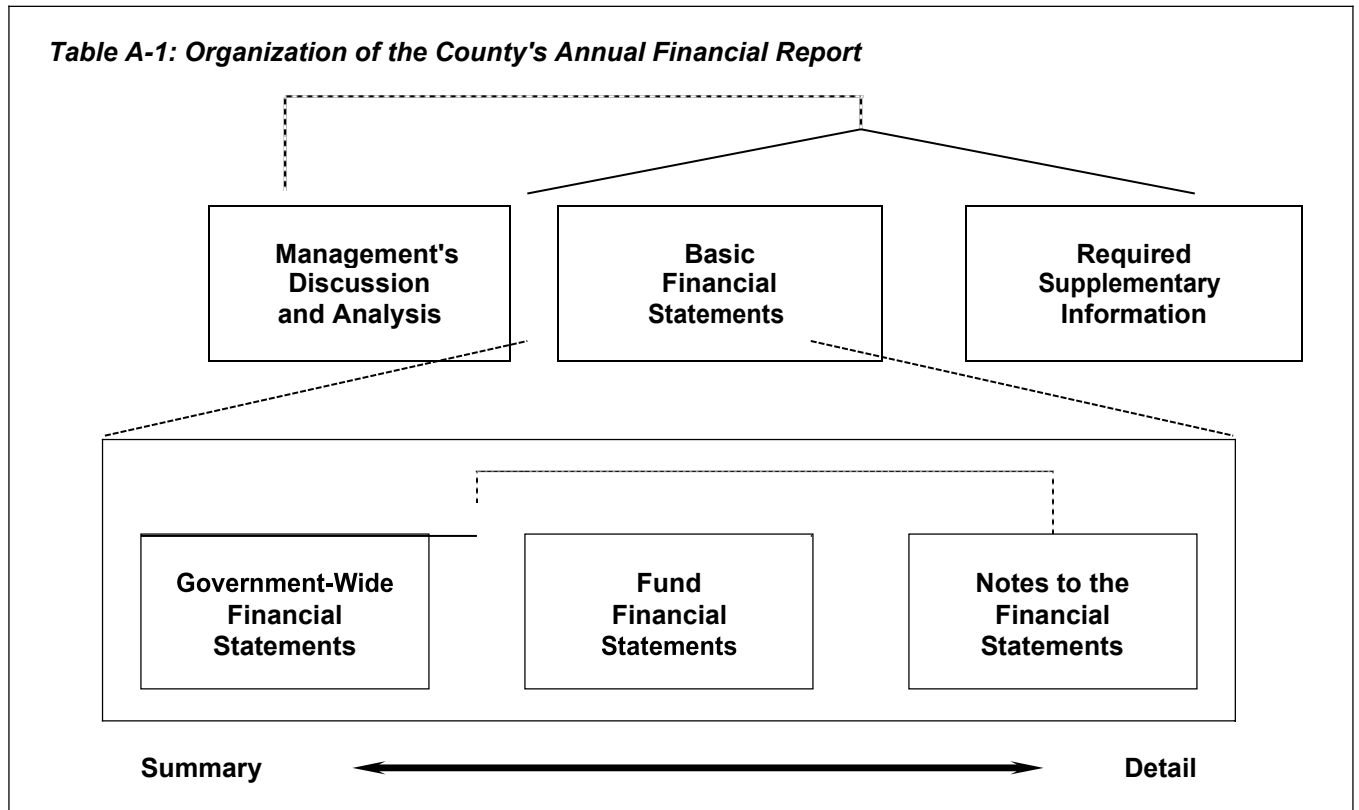 Table A-1: Organization of the County's Annual Financial Report
Management's
Discussion
and Analysis
Basic
Financial
Statements
Required
Supplementary
Information
Government-Wide
Financial
Statements
Fund
Financial
Statements
Notes to the
Financial
Statements
Summary
Detail